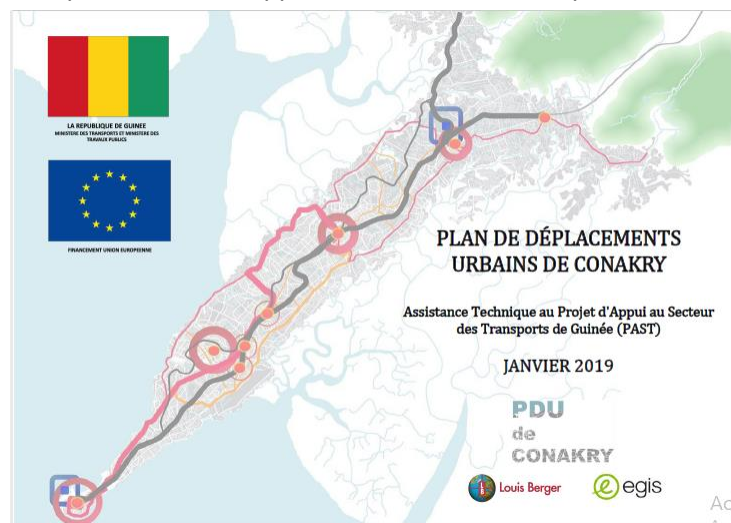 LA REPUBLIQUE DE GUINEE
MINISTERE DES TRANSPORTS ET MINISTERE DES
TRAVAUX PUBLICS
FINANCEMENT UNION EUROPEENNE
PLAN DE DÉPLACEMENTS
URBAINS DE CONAKRY
Assistance Technique au Projet d'Appui au Secteur
des Transports de Guinée (PAST)
JANVIER 2019
PDU
de
CONAKRY
Louis Berger
egis